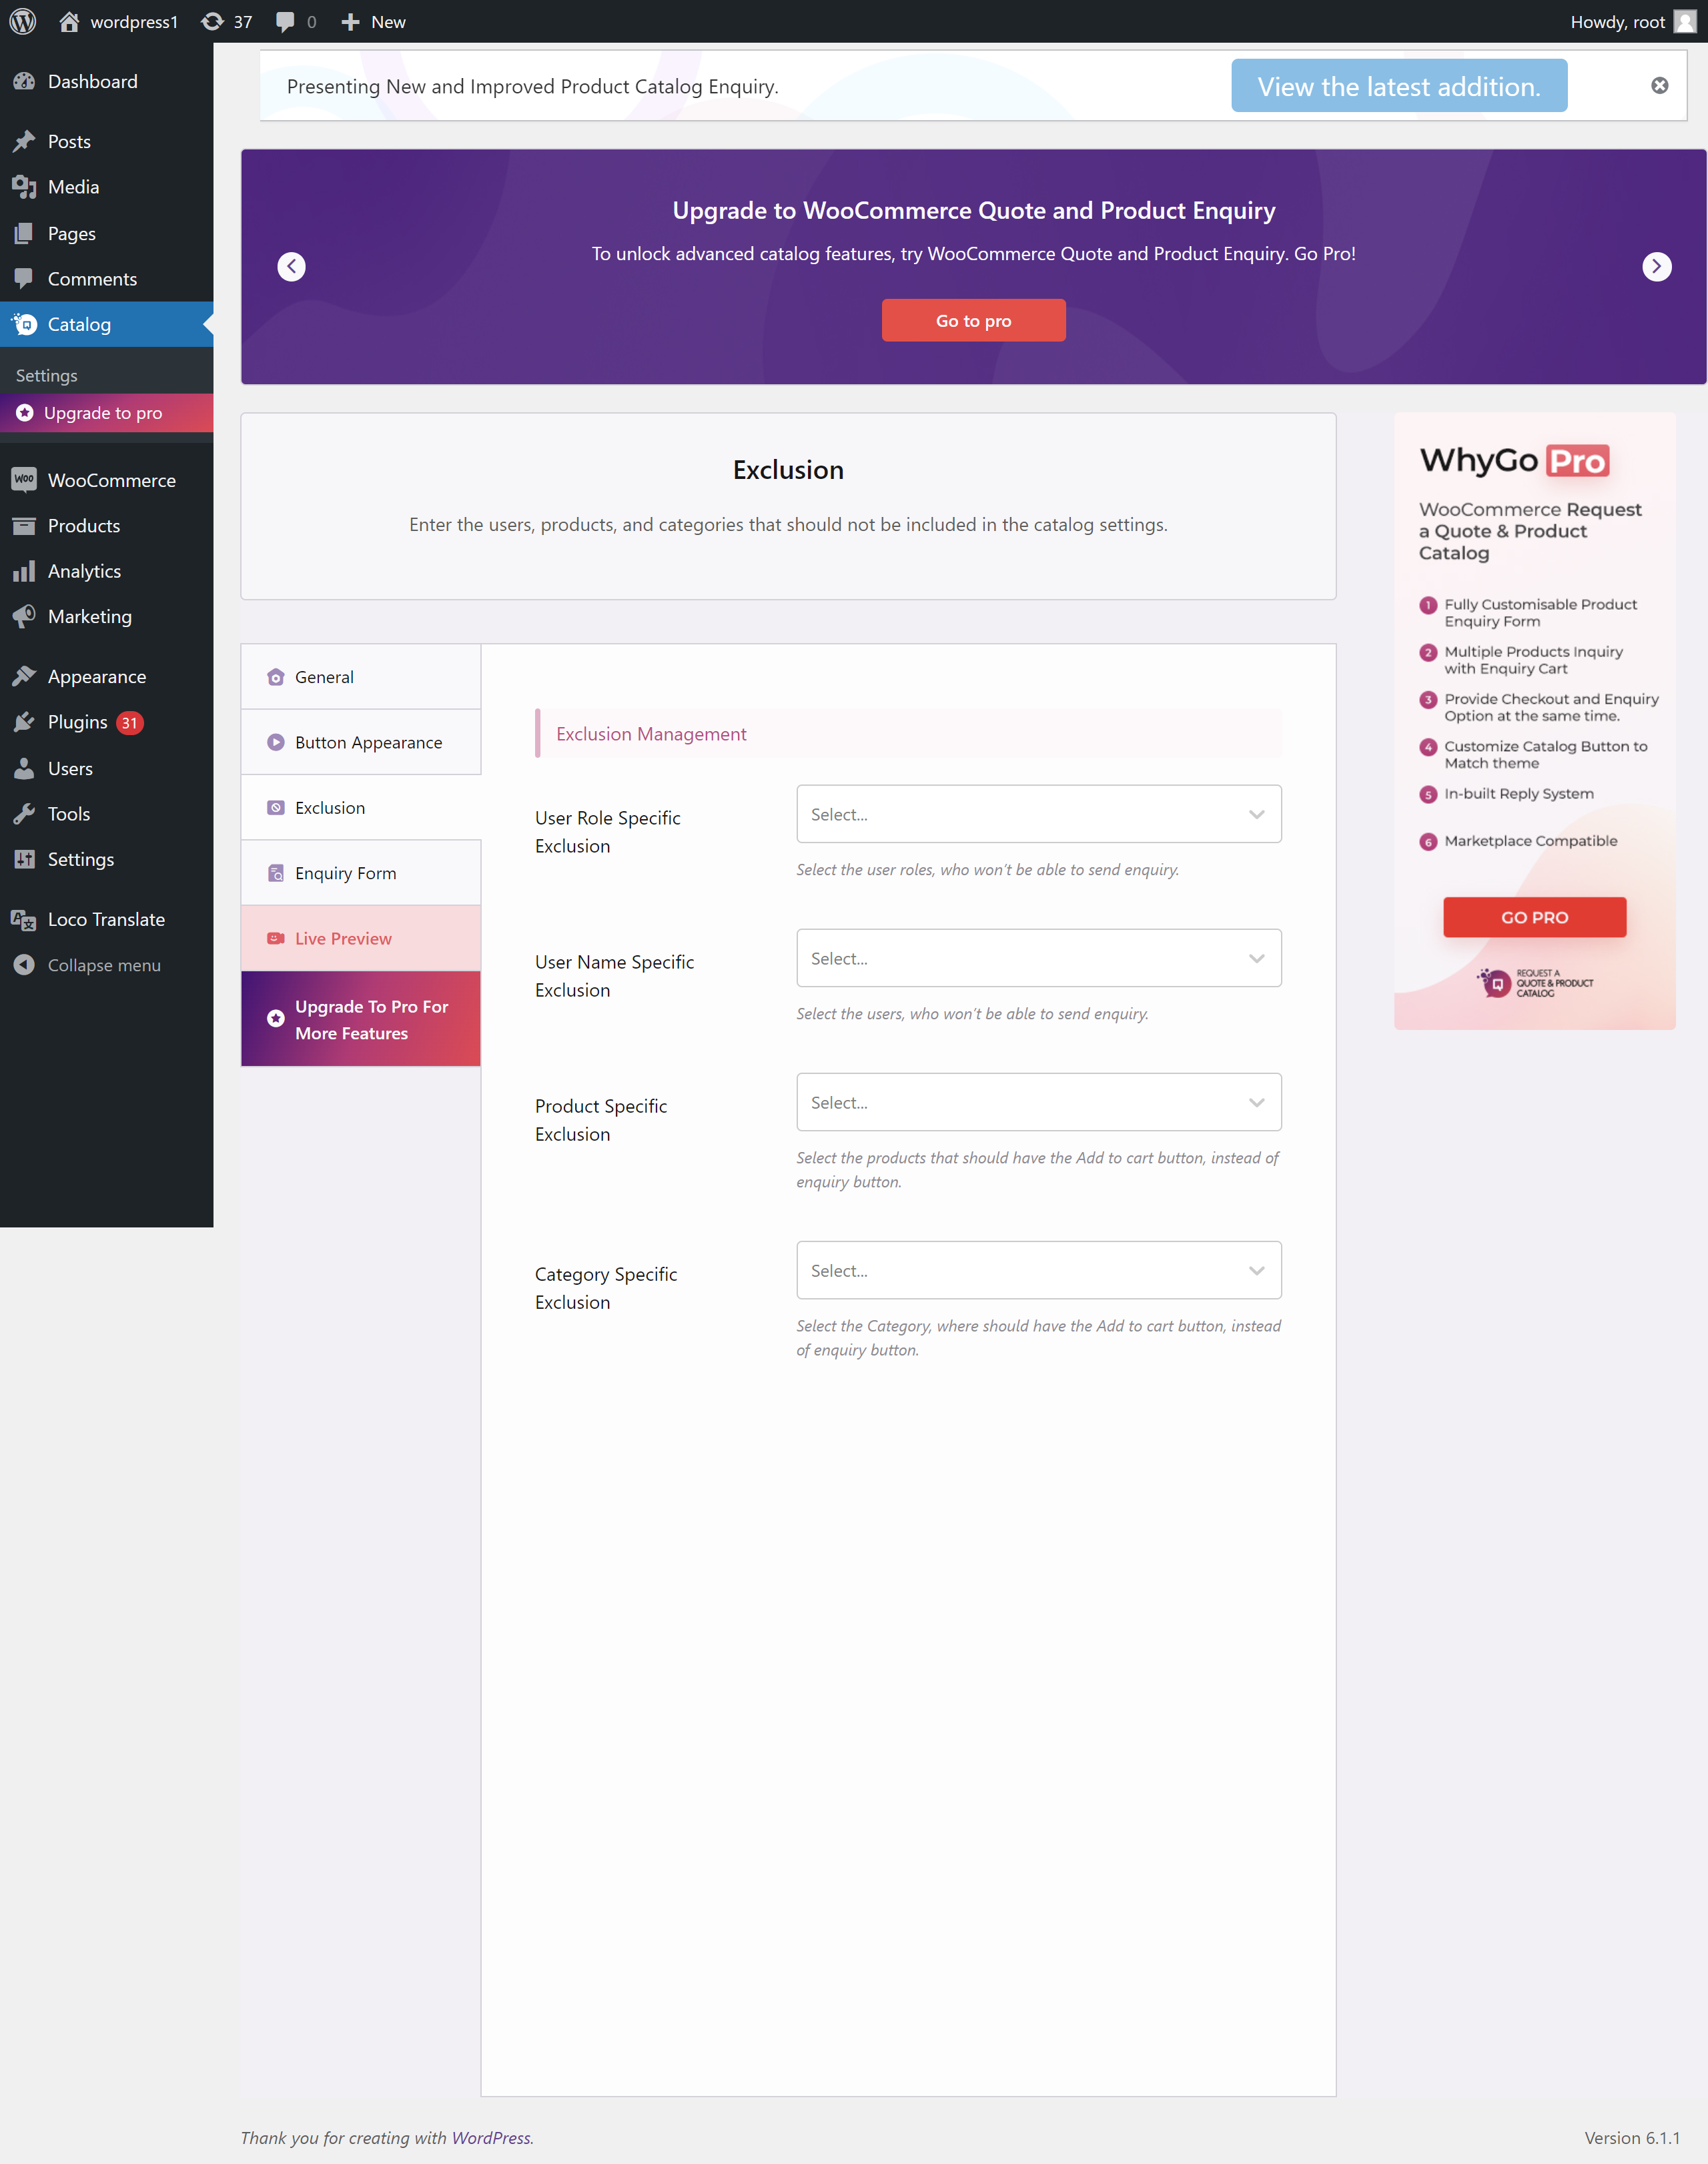 wordpress1
37
0
New
Howdy, root
Dashboard
Posts
Media
Pages
Comments
Catalog
Settings
Upgrade to pro
Woo
WooCommerce
Products
Analytics
Marketing
Appearance
Plugins 31
Users
Tools
Settings
Loco Translate
Collapse menu
Presenting New and Improved Product Catalog Enquiry.
View the latest addition.
Upgrade to WooCommerce Quote and Product Enquiry
To unlock advanced catalog features, try WooCommerce Quote and Product Enquiry. Go Pro!
Go to pro
Exclusion
Enter the users, products, and categories that should not be included in the catalog settings.
General
Button Appearance
Exclusion
Enquiry Form
Live Preview
Upgrade To Pro For
More Features
Exclusion Management
User Role Specific
Exclusion
Select...
Select the user roles, who won't be able to send enquiry.
User Name Specific
Exclusion
Select...
Select the users, who won't be able to send enquiry.
Product Specific
Exclusion
Select...
Select the products that should have the Add to cart button, instead of
enquiry button.
Category Specific
Exclusion
Select...
Select the Category, where should have the Add to cart button, instead
of enquiry button.
WhyGo Pro
WooCommerce Request
a Quote & Product
Catalog
1 Fully Customisable Product
Enquiry Form
2 Multiple Products Inquiry
with Enquiry Cart
3 Provide Checkout and Enquiry
Option at the same time.
4 Customize Catalog Button to
Match theme
5 In-built Reply System
6 Marketplace Compatible
GO PRO
REQUEST A
QUOTE & PRODUCT
CATALOG
Thank you for creating with WordPress.
Version 6.1.1